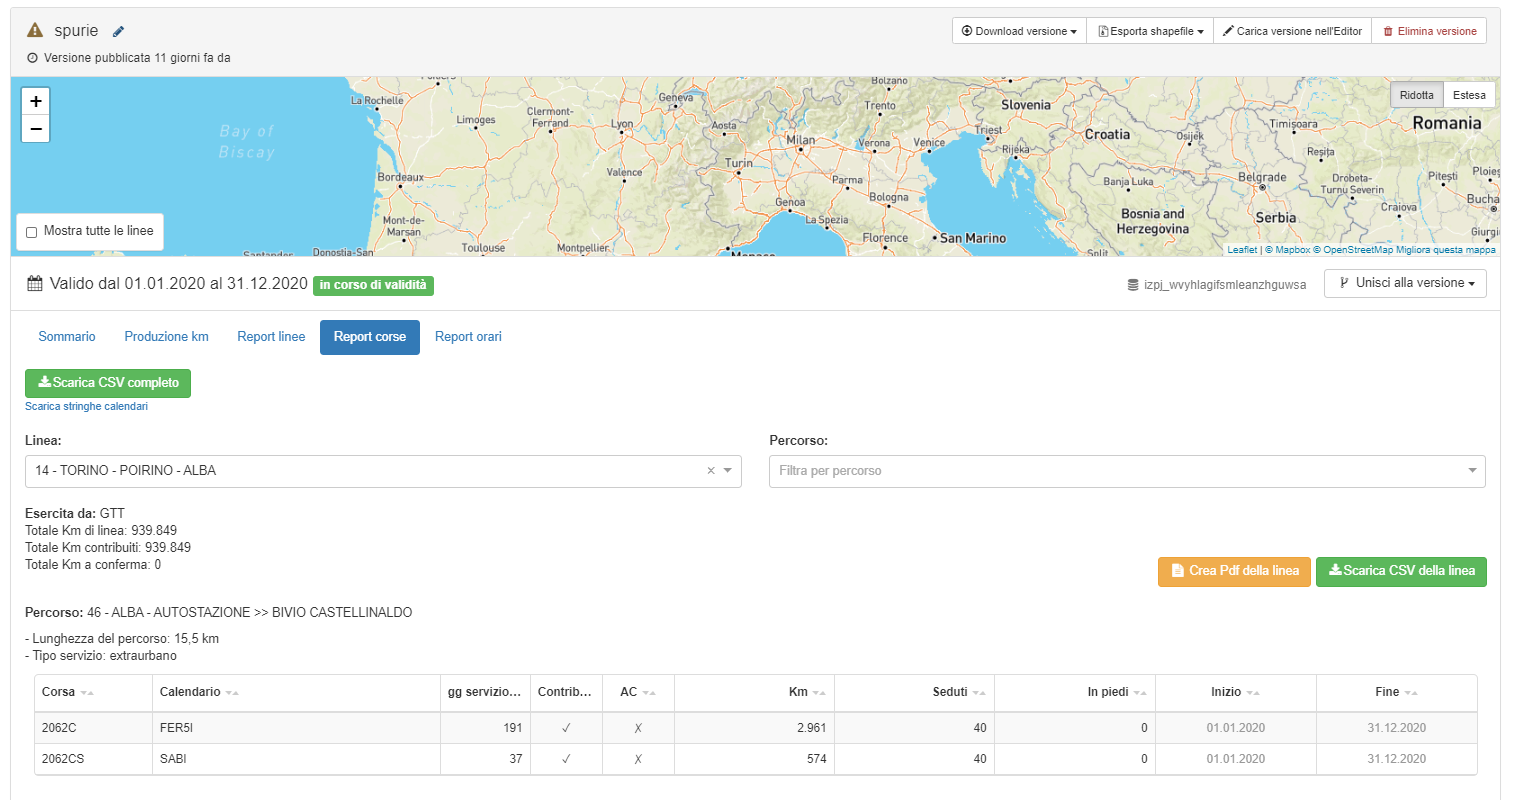 spurie
Download versione
Esporta shapefile
Carica versione nell'Editor
Elimina versione
Versione pubblicata 11 giorni fa da
+
−
Ridotta
Estesa
Mostra tutte le linee
Bay of
Biscay
La Rochelle
Limoges
Clermont-
Ferrand
Lyon
Geneva
Aosta
Bolzano
Trento
Milan
Verona
Venice
Triest
Slovenia
Rijeka
Croatia
Osijek
Timișoara
Romania
Reșița
Bordeaux
Valence
Turin
Parma
Bologna
Genoa
La Spezia
Florence
San Marino
Banja Luka
Bosnia and
Herzegovina
Belgrade
Serbia
Drobeta-
Turnu Severin
Pitești
Craiova
Mont-de-
Marsan
Toulouse
Montpellier
Donostia-San
Santander
Monaco
Split
Leaflet | © Mapbox © OpenStreetMap Migliora questa mappa
Valido dal 01.01.2020 al 31.12.2020 in corso di validità
izpj_wvyhlagifsmleanzhguwsa
Unisci alla versione
Sommario
Produzione km
Report linee
Report corse
Report orari
Scarica CSV completo
Scarica stringhe calendari
Linea:
Percorso:
14 - TORINO - POIRINO - ALBA
×
Filtra per percorso
Esercita da: GTT
Totale Km di linea: 939.849
Totale Km contribuiti: 939.849
Totale Km a conferma: 0
Crea Pdf della linea
Scarica CSV della linea
Percorso: 46 - ALBA - AUTOSTAZIONE >> BIVIO CASTELLINALDO
- Lunghezza del percorso: 15,5 km
- Tipo servizio: extraurbano
Corsa Calendario gg servizio... Contrib... AC Km Seduti In piedi Inizio Fine
2062C FER5I 191 ✓ ✗ 2.961 40 0 01.01.2020 31.12.2020
2062CS SABI 37 ✓ ✗ 574 40 0 01.01.2020 31.12.2020